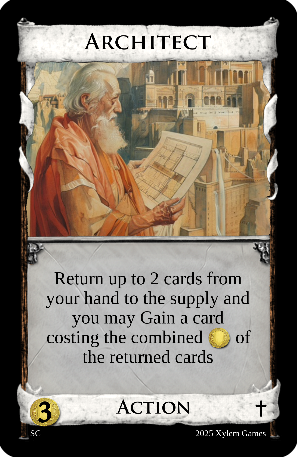 ARCHITECT
Return up to 2 cards from
your hand to the supply and
you may Gain a card
costing the combined of
the returned cards
3
ACTION
SC
2025 Xylem Games